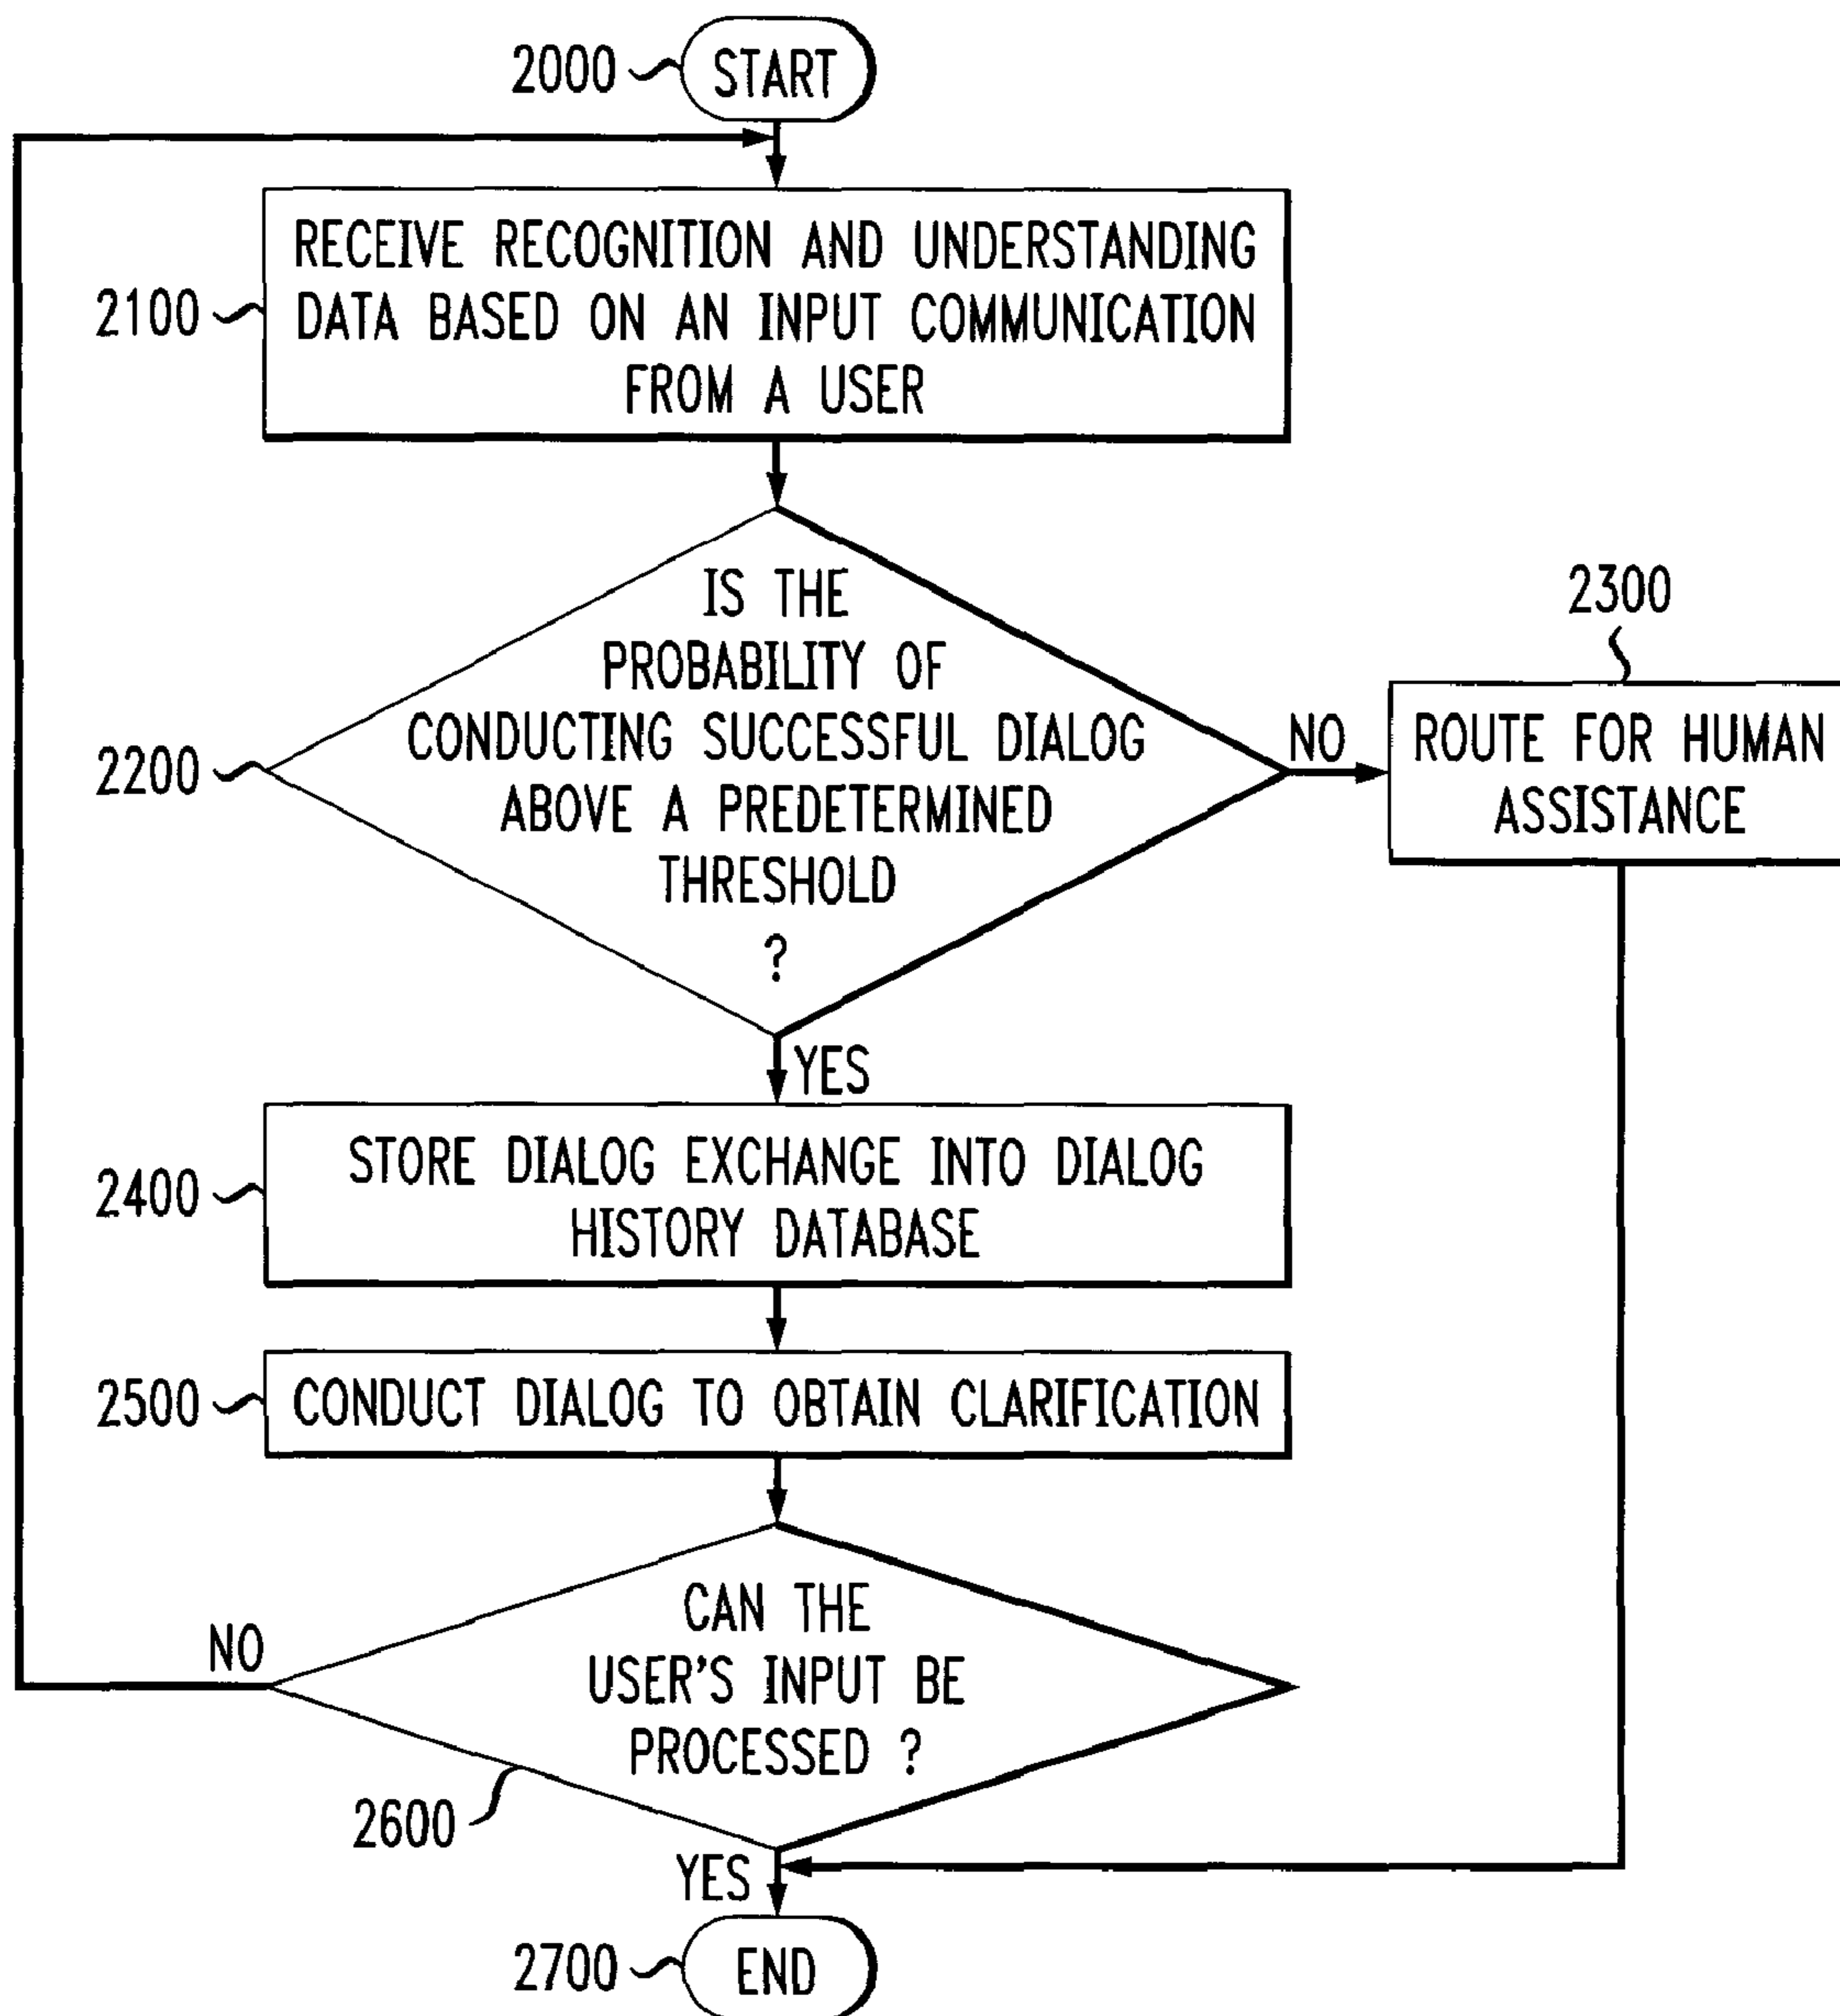 2000
START
2100
RECEIVE RECOGNITION AND UNDERSTANDING
DATA BASED ON AN INPUT COMMUNICATION
FROM A USER
2200
IS THE
PROBABILITY OF
CONDUCTING SUCCESSFUL DIALOG
ABOVE A PREDETERMINED
THRESHOLD
?
NO
2300
ROUTE FOR HUMAN
ASSISTANCE
YES
2400
STORE DIALOG EXCHANGE INTO DIALOG
HISTORY DATABASE
2500
CONDUCT DIALOG TO OBTAIN CLARIFICATION
NO
CAN THE
USER'S INPUT BE
PROCESSED ?
2600
YES
2700
END